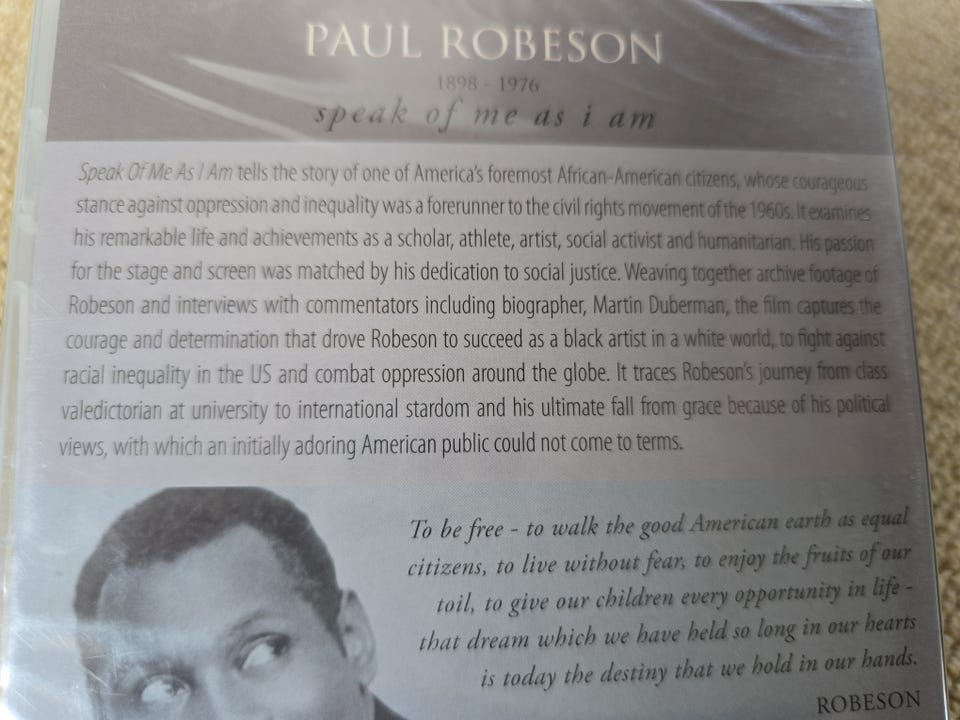 PAUL ROBESON
1898 - 1976
speak of me as i am
Speak Of Me As I Am tells the story of one of America's foremost African-American citizens, whose courageous
stance against oppression and inequality was a forerunner to the civil rights movement of the 1960s. It examines
his remarkable life and achievements as a scholar, athlete, artist, social activist and humanitarian. His passion
for the stage and screen was matched by his dedication to social justice. Weaving together archive footage of
Robeson and interviews with commentators including biographer, Martin Duberman, the film captures the
courage and determination that drove Robeson to succeed as a black artist in a white world, to fight against
racial inequality in the US and combat oppression around the globe. It traces Robeson's journey from class
valedictorian at university to international stardom and his ultimate fall from grace because of his political
views, with which an initially adoring American public could not come to terms.
To be free - to walk the good American earth as equal
citizens, to live without fear, to enjoy the fruits of our
toil, to give our children every opportunity in life -
that dream which we have held so long in our hearts
is today the destiny that we hold in our hands.
ROBESON